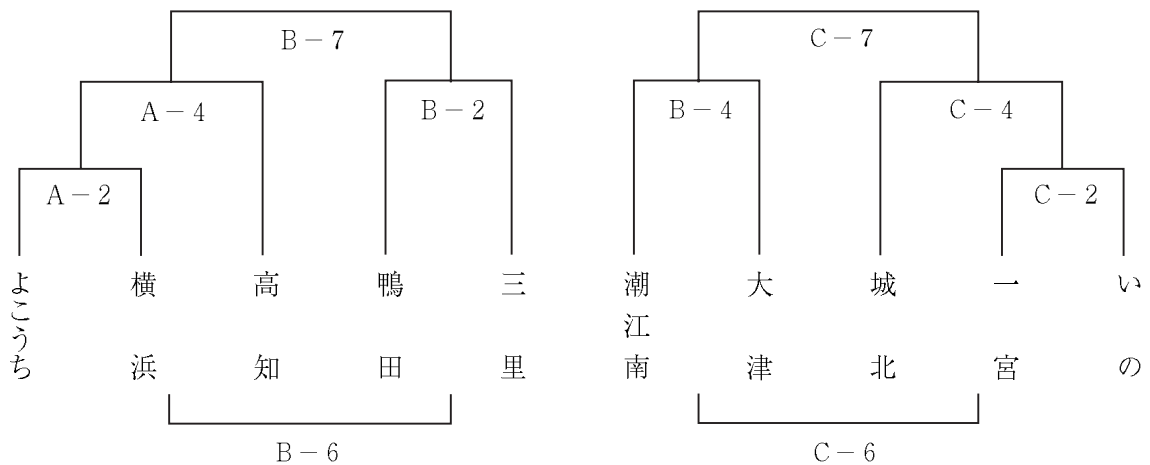 B－7
C－7
A－4
B－2
B－4
C－4
A－2
C－2
よこうち
横浜
高知
鴨田
三里
潮江南
大津
城北
一宮
いの
B－6
C－6